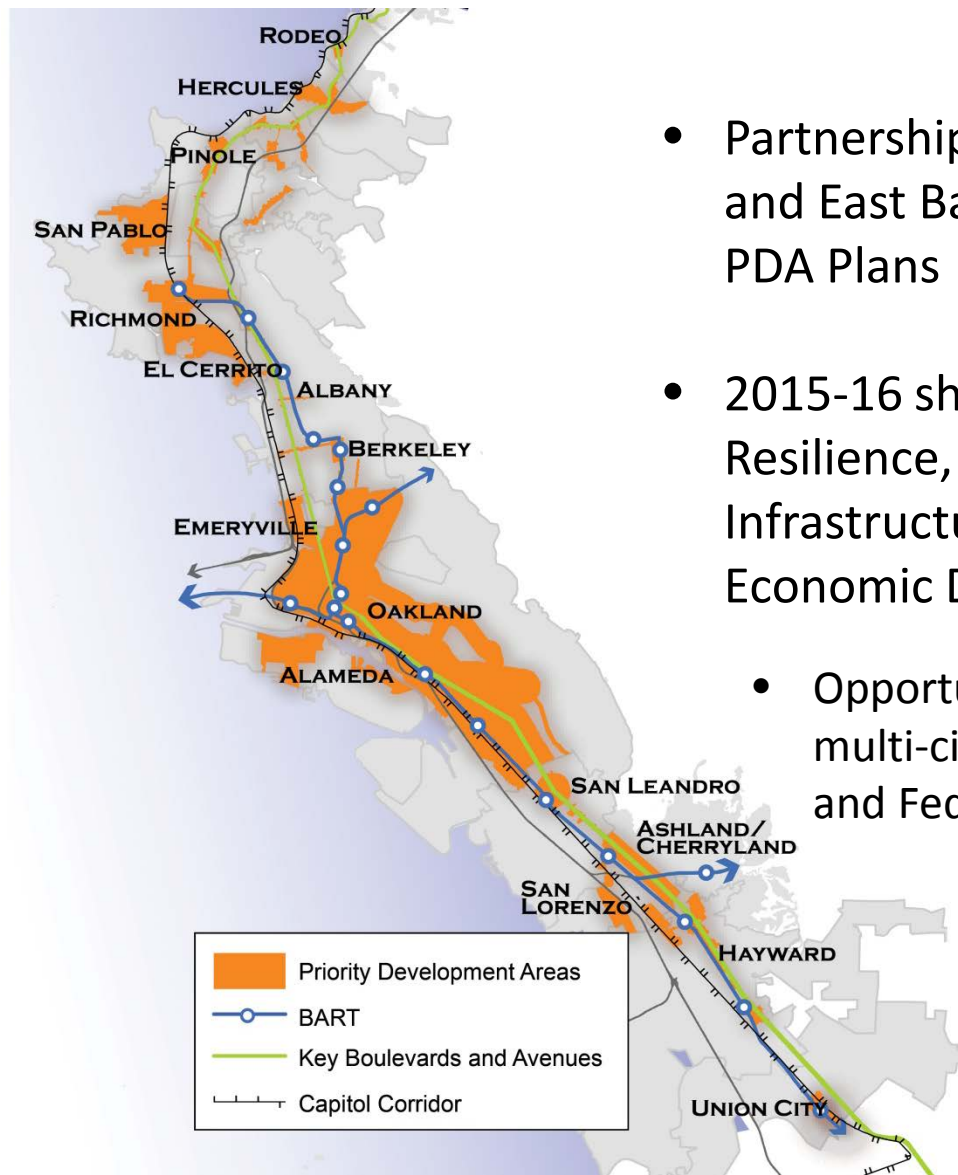 RODEO
HERCULES
PINOLE
SAN PABLO
RICHMOND
EL CERRITO
ALBANY
BERKELEY
EMERYVILLE
OAKLAND
ALAMEDA
SAN LEANDRO
ASHLAND/
CHERRYLAND
SAN
LORENZO
HAYWARD
UNION CITY
Priority Development Areas
BART
Key Boulevards and Avenues
Capitol Corridor
• Partnership
and East Ba
PDA Plans
• 2015-16 sh
Resilience,
Infrastructu
Economic D
• Opportu
multi-ci
and Fed